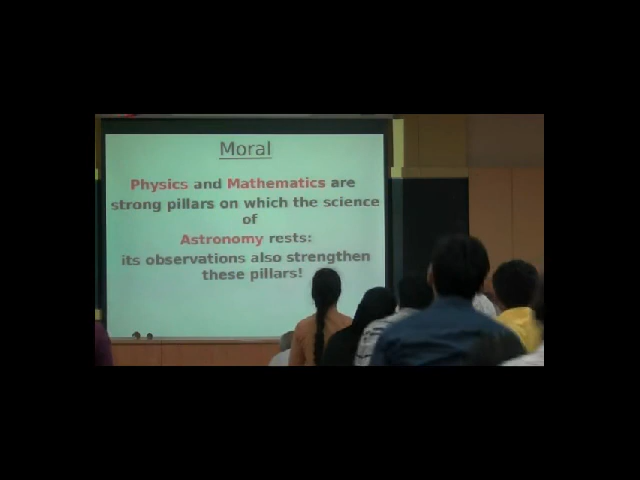 Moral
Physics and Mathematics are
strong pillars on which the science
of
Astronomy rests:
its observations also strengthen
these pillars!